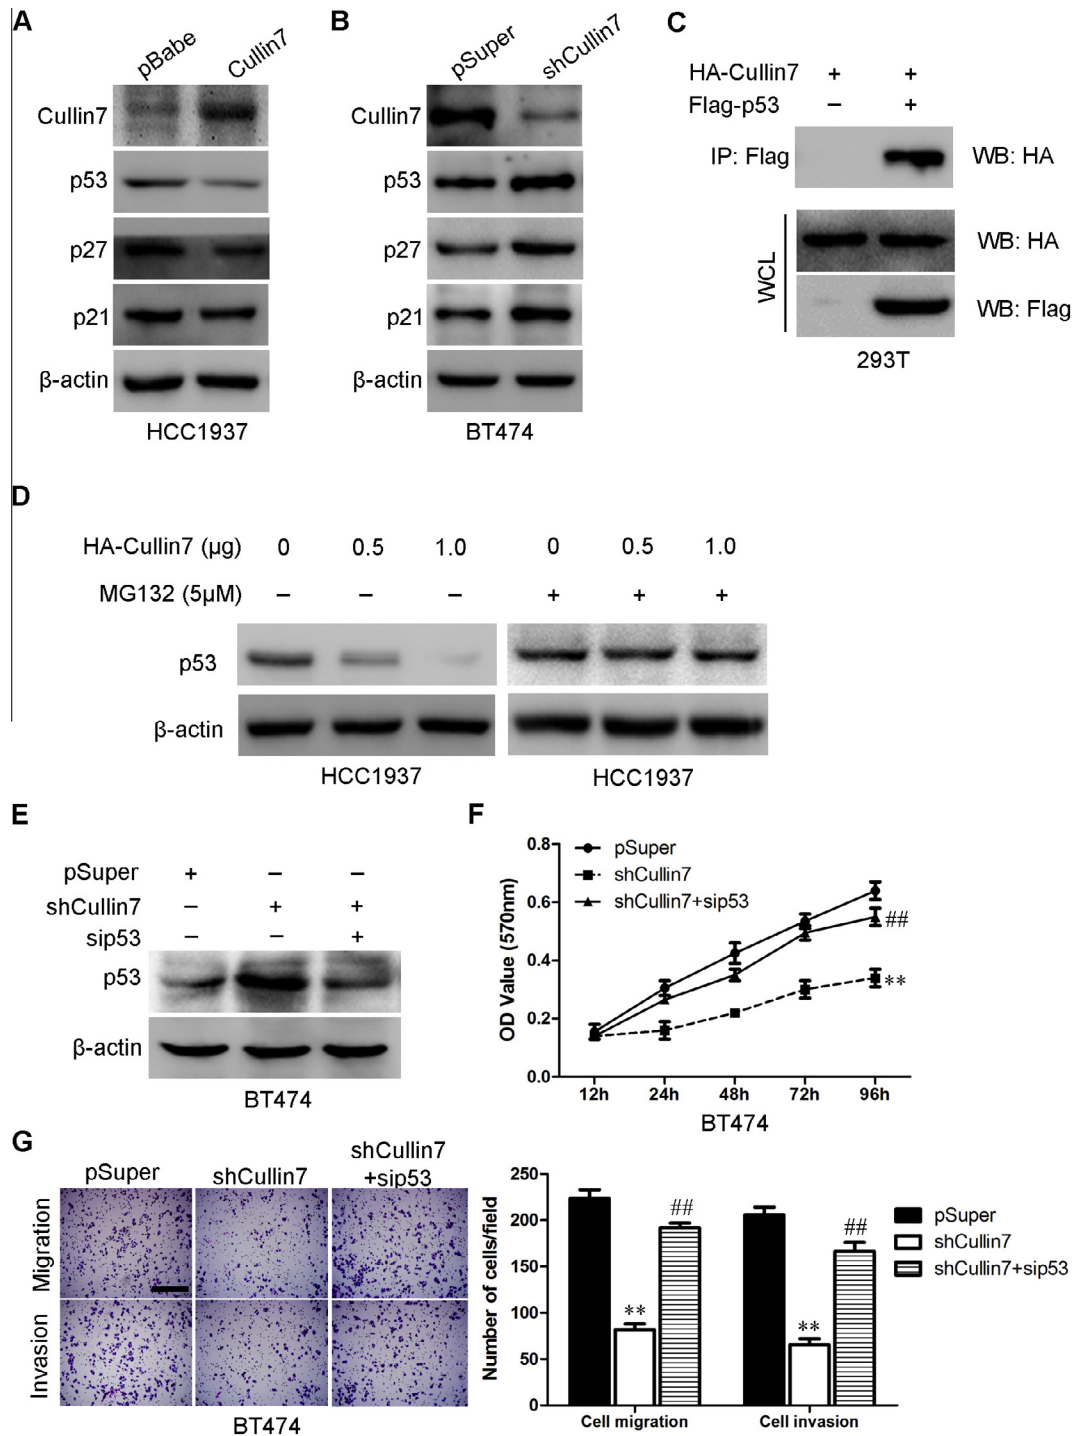 A
pBabe Cullin7
Cullin7
p53
p27
p21
β-actin
HCC1937
B
pSuper shCullin7
Cullin7
p53
p27
p21
β-actin
BT474
C
HA-Cullin7 + +
Flag-p53 − +
IP: Flag WB: HA
WCL
WB: HA
WB: Flag
293T
D
HA-Cullin7 (μg) 0 0.5 1.0 0 0.5 1.0
MG132 (5μM) − − − + + +
p53
β-actin
HCC1937 HCC1937
E
pSuper + − −
shCullin7 − + +
sip53 − − +
p53
β-actin
BT474
F
OD Value (570nm)
0.8
0.6
0.4
0.2
0.0
pSuper
shCullin7
shCullin7+sip53
##
**
12h 24h 48h 72h 96h
BT474
G
pSuper shCullin7 shCullin7
+sip53
Migration
Invasion
BT474
Number of cells/field
250
200
150
100
50
0
** ## ** ##
Cell migration Cell invasion
pSuper
shCullin7
shCullin7+sip53